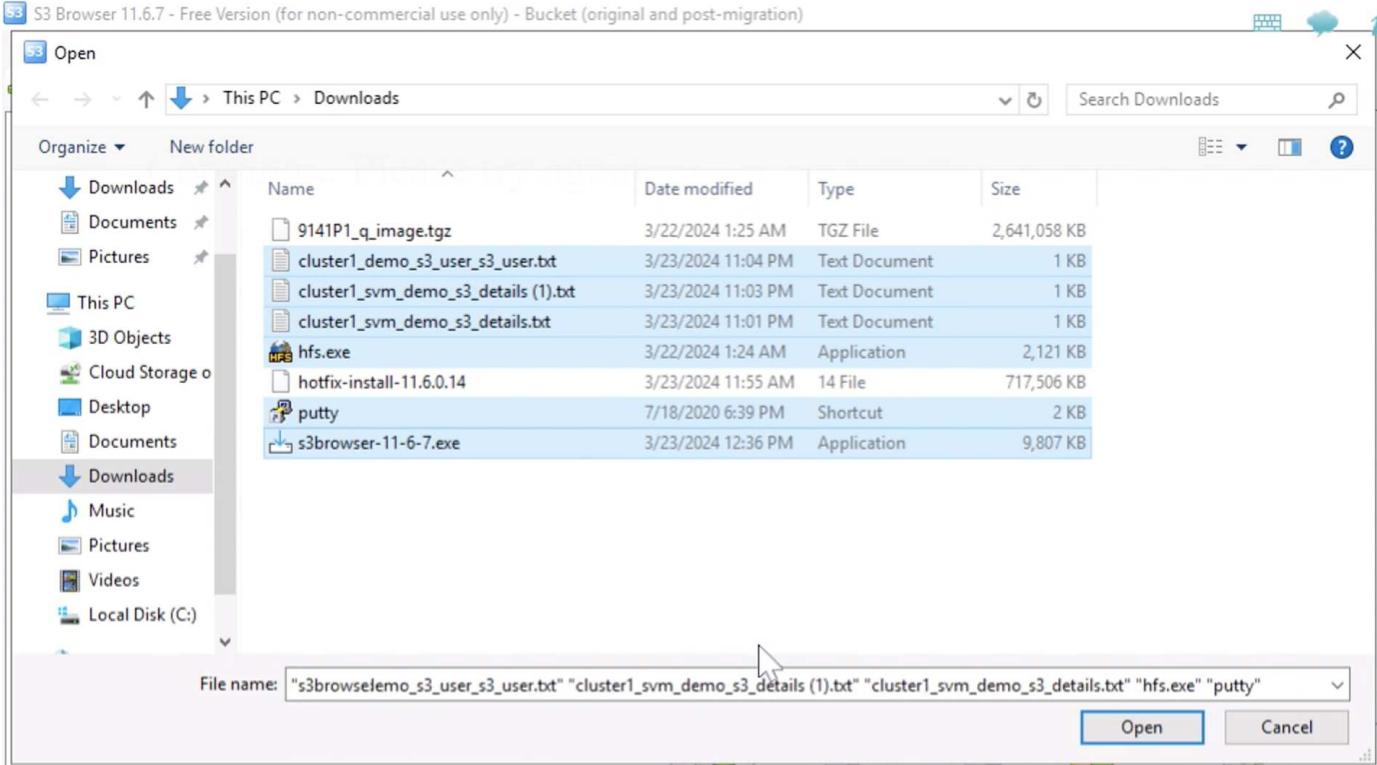 S3 Browser 11.6.7 - Free Version (for non-commercial use only) - Bucket (original and post-migration)
Open
This PC > Downloads
Search Downloads
Organize
New folder
Name Date modified Type Size
9141P1_q_image.tgz 3/22/2024 1:25 AM TGZ File 2,641,058 KB
cluster1_demo_s3_user_s3_user.txt 3/23/2024 11:04 PM Text Document 1 KB
cluster1_svm_demo_s3_details (1).txt 3/23/2024 11:03 PM Text Document 1 KB
cluster1_svm_demo_s3_details.txt 3/23/2024 11:01 PM Text Document 1 KB
hfs.exe 3/22/2024 1:24 AM Application 2,121 KB
hotfix-install-11.6.0.14 3/23/2024 11:55 AM 14 File 717,506 KB
putty 7/18/2020 6:39 PM Shortcut 2 KB
s3browser-11-6-7.exe 3/23/2024 12:36 PM Application 9,807 KB
Downloads
Documents
Pictures
This PC
3D Objects
Cloud Storage o
Desktop
Documents
Downloads
Music
Pictures
Videos
Local Disk (C:)
File name: "s3browselemo_s3_user_s3_user.txt" "cluster1_svm_demo_s3_details (1).txt" "cluster1_svm_demo_s3_details.txt" "hfs.exe" "putty"
Open
Cancel